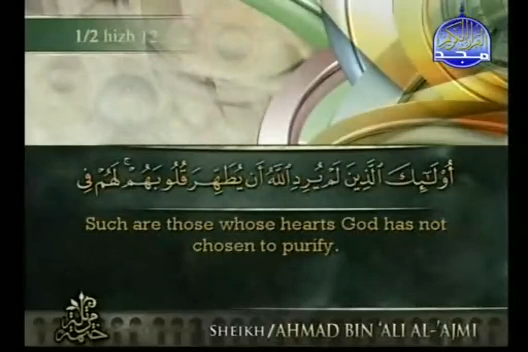 1/2 hizb 12
مجد
أُوْلَٰٓئِكَ ٱلَّذِينَ لَمْ يُرِدِ ٱللَّهُ أَن يُطَهِّرَ قُلُوبَهُمْ ۚ لَهُمْ فِى
Such are those whose hearts God has not
chosen to purify.
SHEIKH/AHMAD BIN 'ALI AL-'AJMI